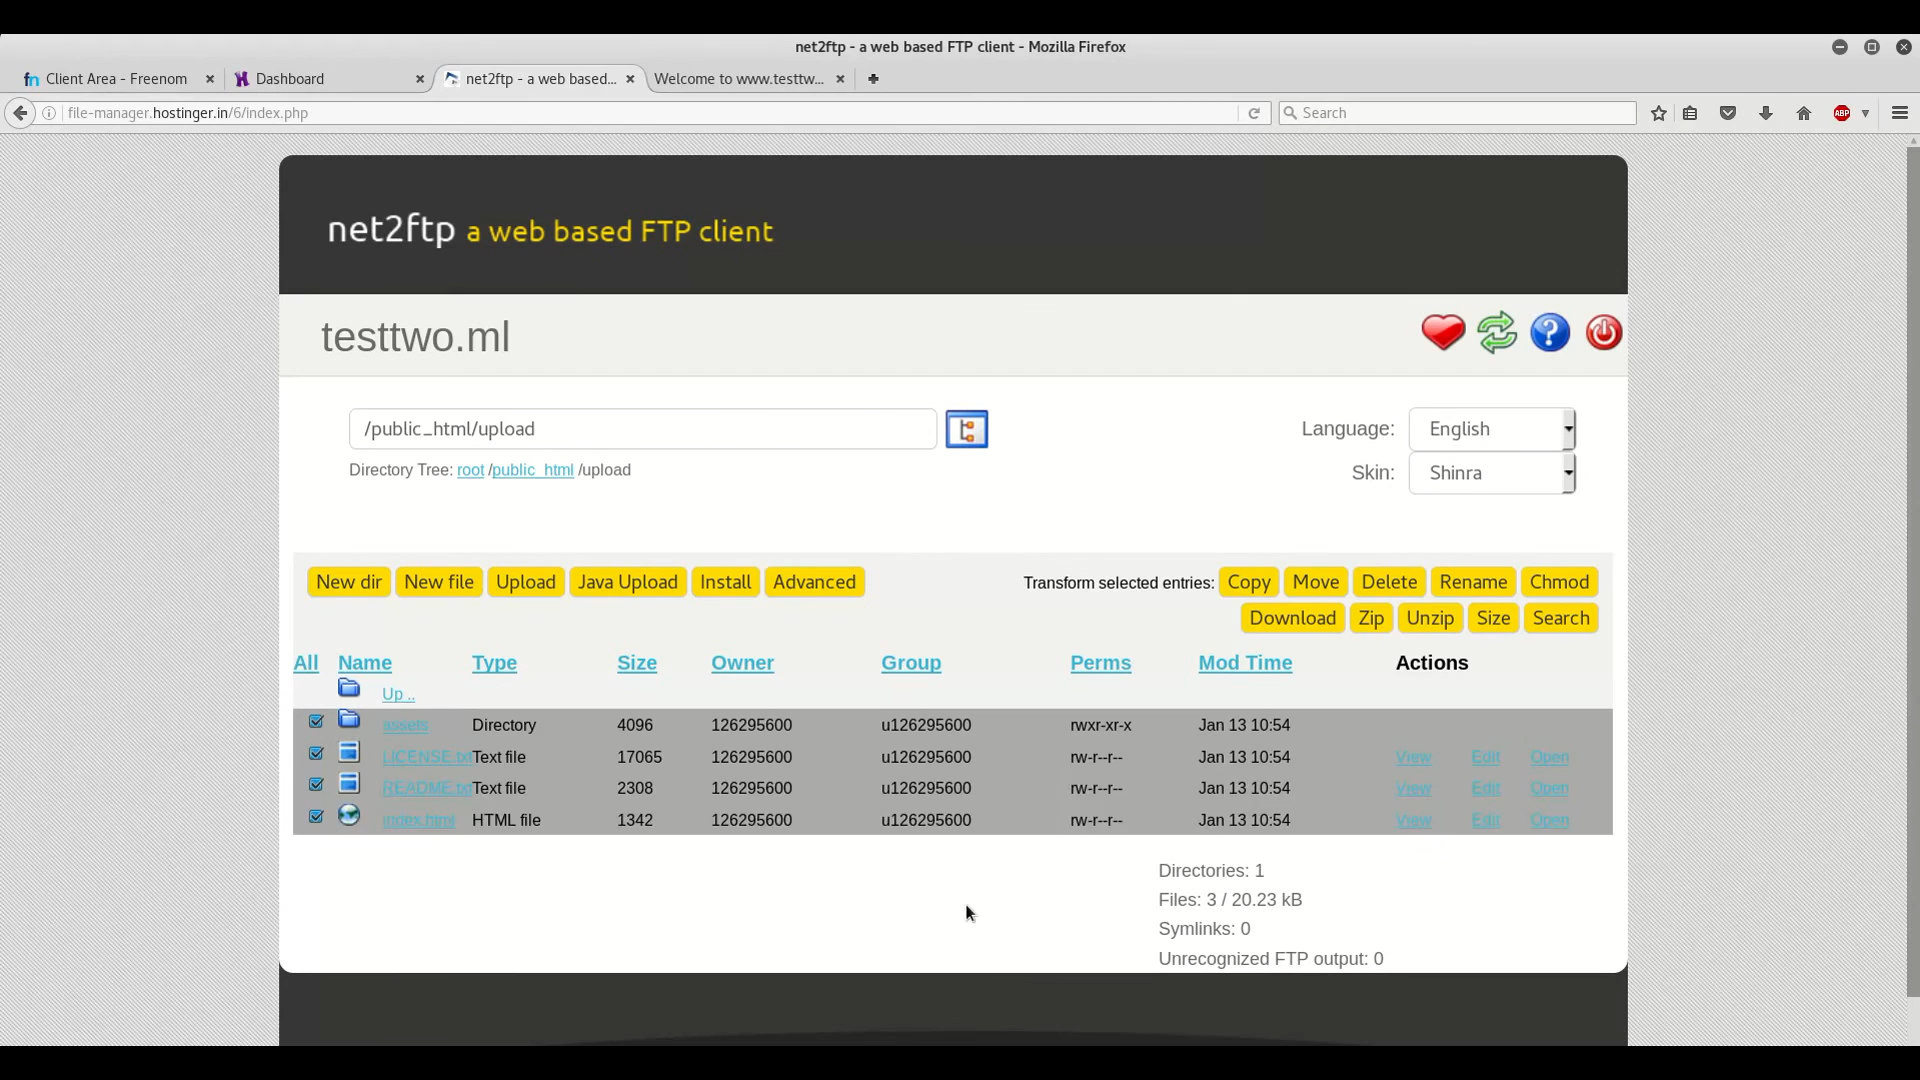 net2ftp - a web based FTP client - Mozilla Firefox
fn Client Area - Freenom × Dashboard × net2ftp - a web based... × Welcome to www.testtw... ×
file-manager.hostinger.in/6/index.php Search ABP
net2ftp a web based FTP client
testtwo.ml
/public_html/upload Language: English
Directory Tree: root /public_html /upload Skin: Shinra
New dir New file Upload Java Upload Install Advanced Transform selected entries: Copy Move Delete Rename Chmod
Download Zip Unzip Size Search
All Name Type Size Owner Group Perms Mod Time Actions
Up ..
assets Directory 4096 126295600 u126295600 rwxr-xr-x Jan 13 10:54
LICENSE.txt Text file 17065 126295600 u126295600 rw-r--r-- Jan 13 10:54 View Edit Open
README.txt Text file 2308 126295600 u126295600 rw-r--r-- Jan 13 10:54 View Edit Open
index.html HTML file 1342 126295600 u126295600 rw-r--r-- Jan 13 10:54 View Edit Open
Directories: 1
Files: 3 / 20.23 kB
Symlinks: 0
Unrecognized FTP output: 0